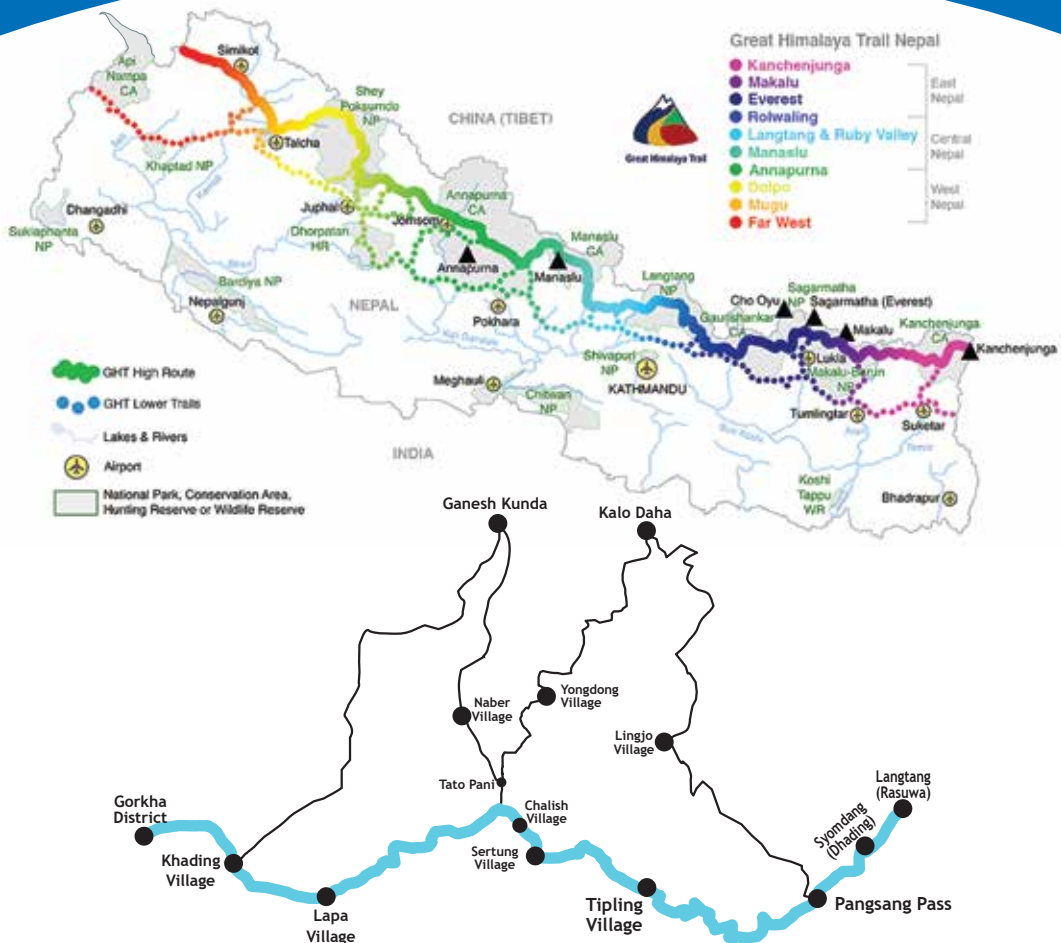 Great Himalaya Trail Nepal
Kanchenjunga
Makalu
Everest
Rolwaling
Langtang & Ruby Valley
Manaslu
Annapurna
Dolpo
Mugu
Far West
East
Nepal
Central
Nepal
West
Nepal
Great Himalaya Trail
Simikot
Api
Nampa
CA
Shey
Poksumdo
NP
CHINA (TIBET)
Talcha
Khaptad NP
Annapurna
CA
Juphal
Jomsom
Dhangadhi
Suklaphanta
NP
Dhorpatan
HR
Manaslu
CA
Annapurna
Manaslu
Langtang
NP
Bardiya NP
Nepalgunj
NEPAL
Pokhara
Cho Oyu
Sagarmatha
NP
Sagarmatha (Everest)
Gaurishankar
CA
Makalu
Kanchenjunga
CA
Kanchenjunga
Kali Gandaki
Shivapuri
NP
KATHMANDU
Lukla
Makalu-Barun
NP
Meghauli
Chitwan
NP
Tumlingtar
Suketar
Sun Koshi
Arun
Tamor
INDIA
Koshi
Tappu
WR
Bhadrapur
GHT High Route
GHT Lower Trails
Lakes & Rivers
Airport
National Park, Conservation Area,
Hunting Reserve or Wildlife Reserve
Ganesh Kunda
Kalo Daha
Naber
Village
Yongdong
Village
Lingjo
Village
Tato Pani
Gorkha
District
Chalish
Village
Langtang
(Rasuwa)
Syomdang
(Dhading)
Khading
Village
Sertung
Village
Lapa
Village
Tipling
Village
Pangsang Pass